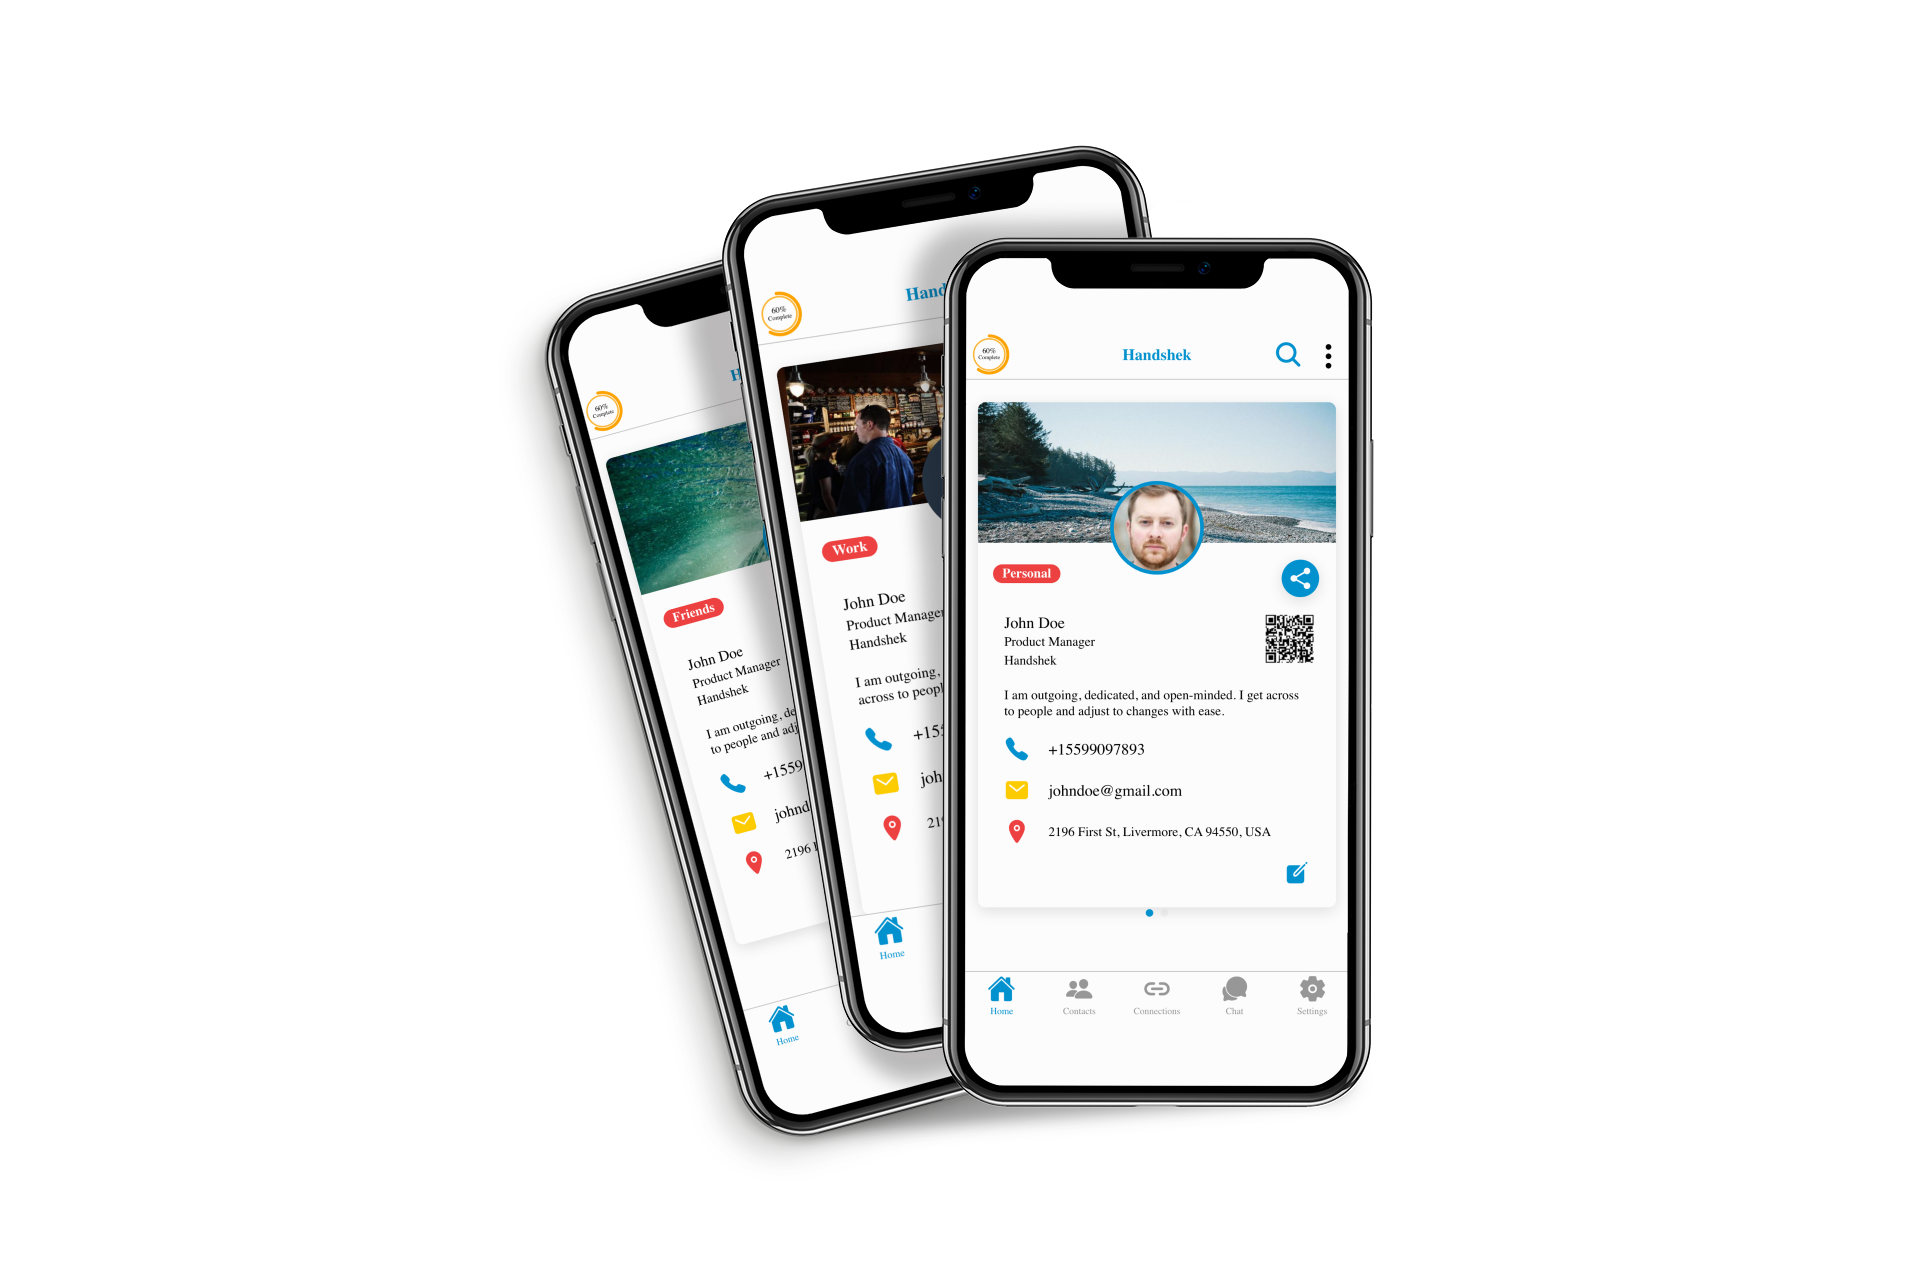 60%
Complete
H
Friends
John Doe
Product Manager
Handshek
I am outgoing, de
to people and adj
+1559
johnd
2196
Home
60%
Complete
Hand
Work
John Doe
Product Manager
Handshek
I am outgoing,
across to peopl
+155
joh
21
Home
60%
Complete
Handshek
Personal
John Doe
Product Manager
Handshek
I am outgoing, dedicated, and open-minded. I get across
to people and adjust to changes with ease.
+15599097893
johndoe@gmail.com
2196 First St, Livermore, CA 94550, USA
Home
Contacts
Connections
Chat
Settings